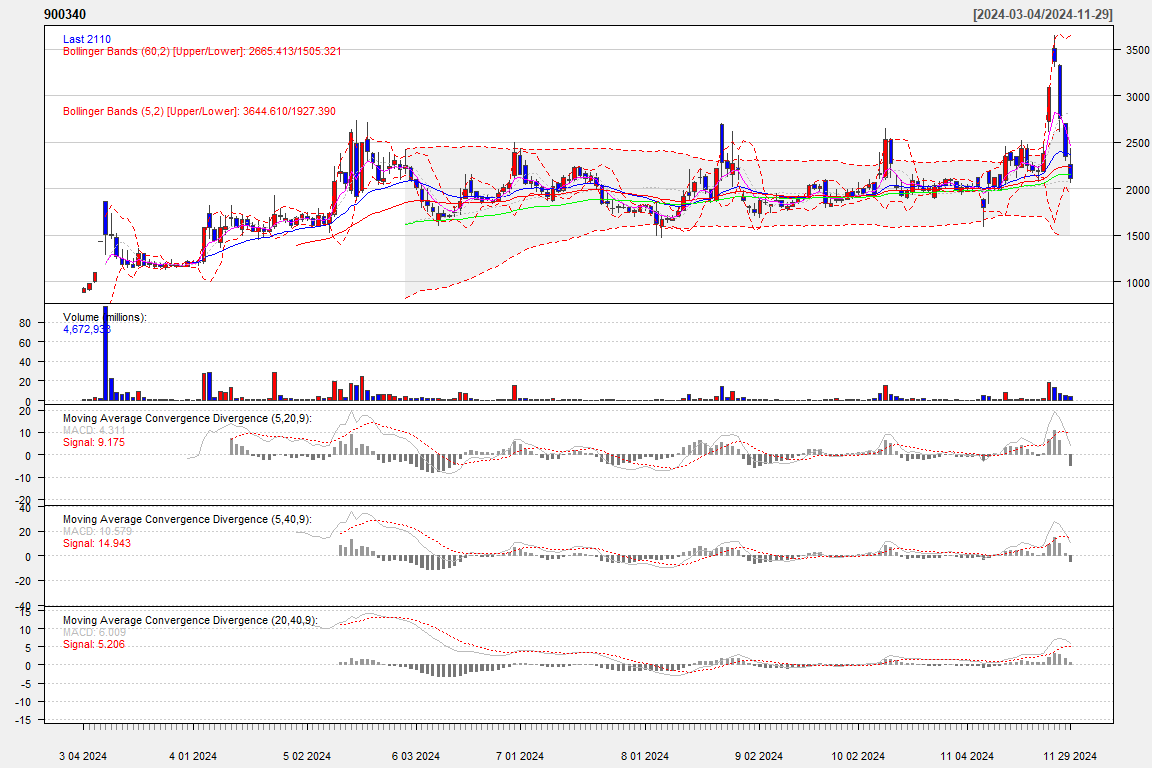 900340 [2024-03-04/2024-11-29]
Last 2110
Bollinger Bands (60,2) [Upper/Lower]: 2665.413/1505.321
Bollinger Bands (5,2) [Upper/Lower]: 3644.610/1927.390
3500
3000
2500
2000
1500
1000
Volume (millions):
4,672,933
80
60
40
20
0
Moving Average Convergence Divergence (5,20,9):
MACD: 4.311
Signal: 9.175
20
10
0
-10
-20
Moving Average Convergence Divergence (5,40,9):
MACD: 10.579
Signal: 14.943
40
20
0
-20
-40
Moving Average Convergence Divergence (20,40,9):
MACD: 6.009
Signal: 5.206
15
10
5
0
-5
-10
-15
3 04 2024 4 01 2024 5 02 2024 6 03 2024 7 01 2024 8 01 2024 9 02 2024 10 02 2024 11 04 2024 11 29 2024